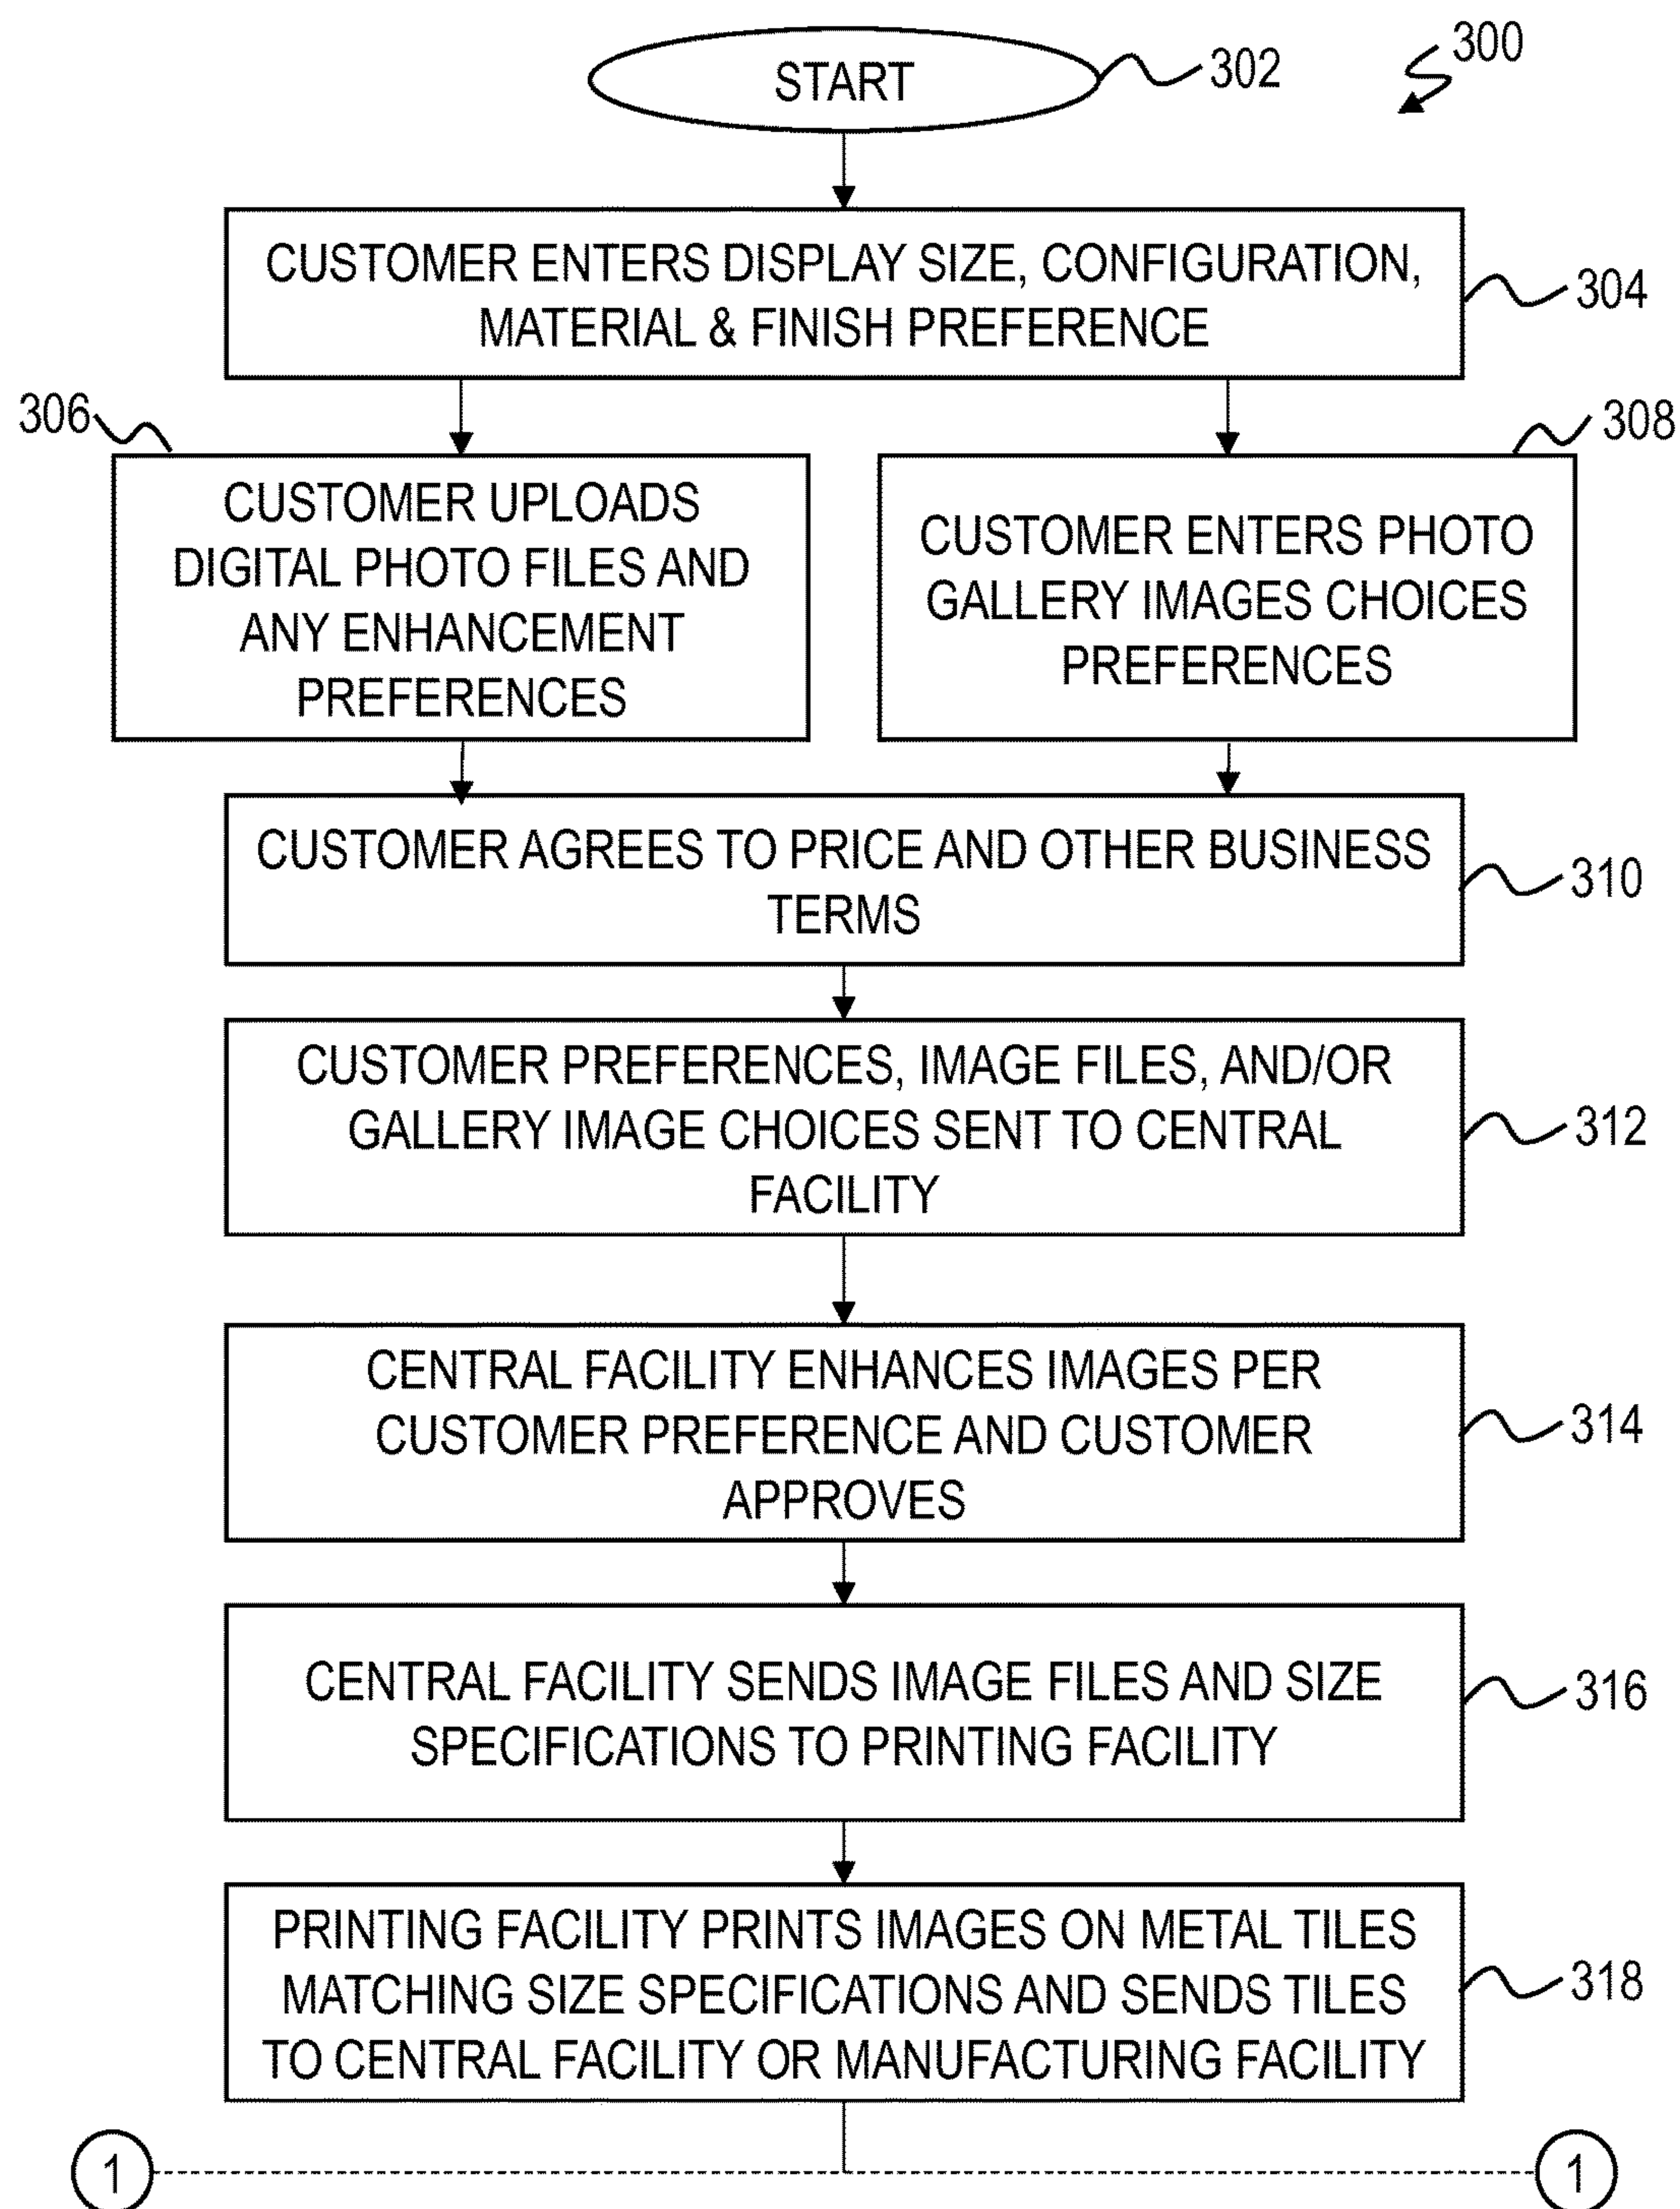 START
302
300
CUSTOMER ENTERS DISPLAY SIZE, CONFIGURATION,
MATERIAL & FINISH PREFERENCE
304
306
308
CUSTOMER UPLOADS
DIGITAL PHOTO FILES AND
ANY ENHANCEMENT
PREFERENCES
CUSTOMER ENTERS PHOTO
GALLERY IMAGES CHOICES
PREFERENCES
CUSTOMER AGREES TO PRICE AND OTHER BUSINESS
TERMS
310
CUSTOMER PREFERENCES, IMAGE FILES, AND/OR
GALLERY IMAGE CHOICES SENT TO CENTRAL
FACILITY
312
CENTRAL FACILITY ENHANCES IMAGES PER
CUSTOMER PREFERENCE AND CUSTOMER
APPROVES
314
CENTRAL FACILITY SENDS IMAGE FILES AND SIZE
SPECIFICATIONS TO PRINTING FACILITY
316
PRINTING FACILITY PRINTS IMAGES ON METAL TILES
MATCHING SIZE SPECIFICATIONS AND SENDS TILES
TO CENTRAL FACILITY OR MANUFACTURING FACILITY
318
1
1